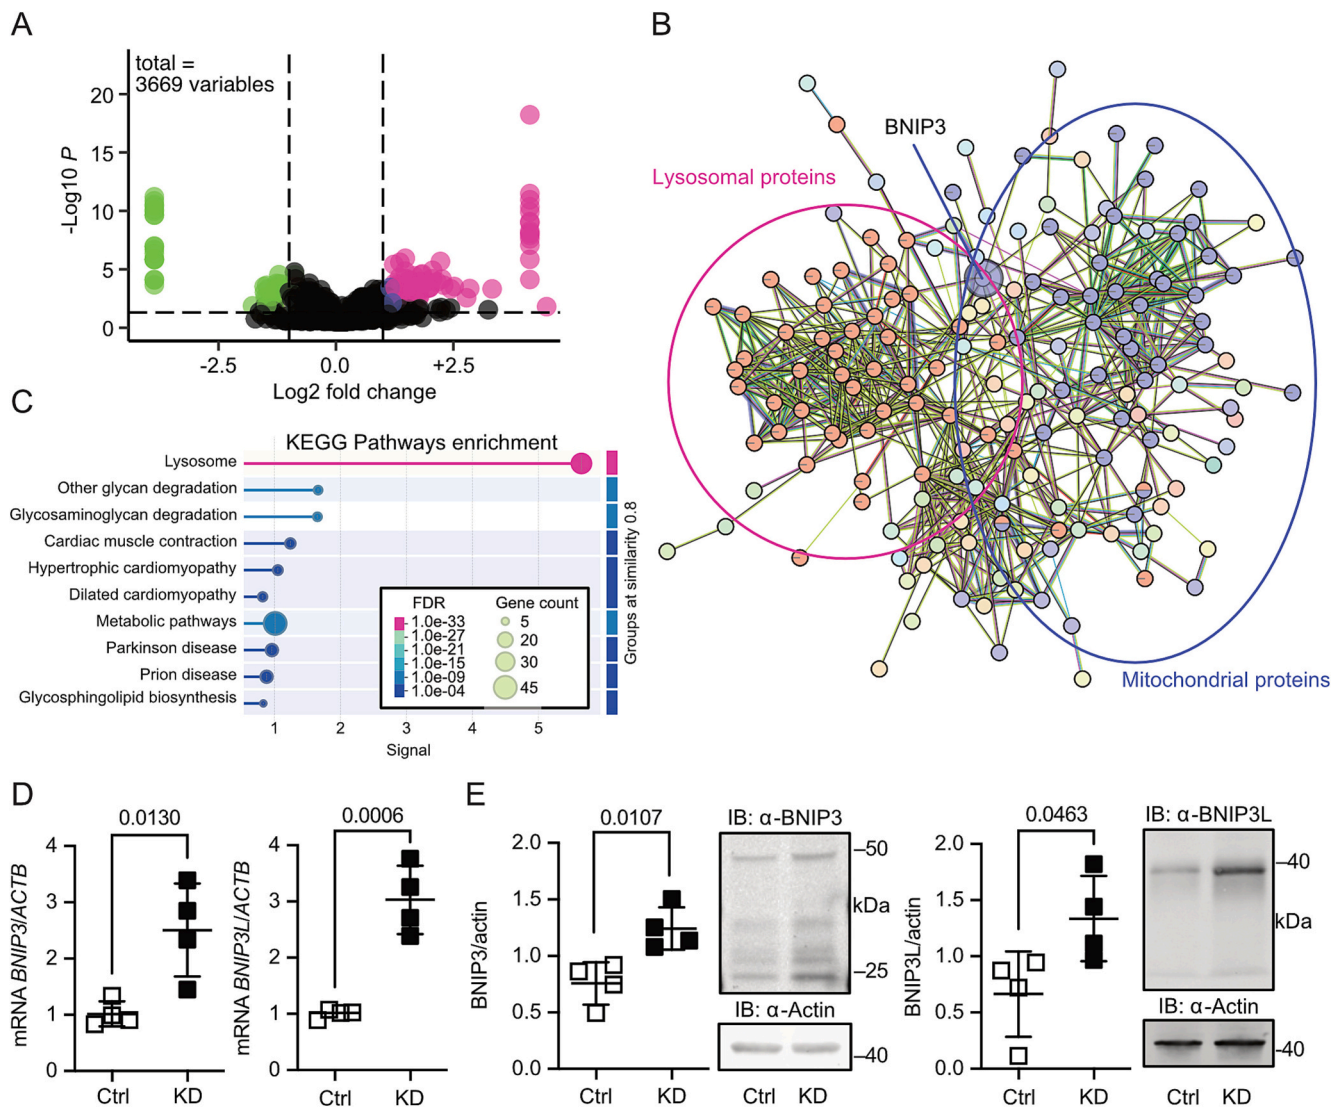 A
total =
3669 variables
-Log10 P
20
15
10
5
0
-2.5
0.0
+2.5
Log2 fold change
B
BNIP3
Lysosomal proteins
Mitochondrial proteins
C
KEGG Pathways enrichment
Lysosome
Other glycan degradation
Glycosaminoglycan degradation
Cardiac muscle contraction
Hypertrophic cardiomyopathy
Dilated cardiomyopathy
Metabolic pathways
Parkinson disease
Prion disease
Glycosphingolipid biosynthesis
FDR
1.0e-33
1.0e-27
1.0e-21
1.0e-15
1.0e-09
1.0e-04
Gene count
5
20
30
45
Groups at similarity 0.8
1
2
3
4
5
Signal
D
0.0130
mRNA BNIP3/ACTB
4
3
2
1
0
Ctrl
KD
0.0006
mRNA BNIP3L/ACTB
4
3
2
1
0
Ctrl
KD
E
0.0107
BNIP3/actin
2.0
1.5
1.0
0.5
0.0
Ctrl
KD
IB: α-BNIP3
–50
kDa
–25
IB: α-Actin
–40
Ctrl
KD
0.0463
BNIP3L/actin
2.0
1.5
1.0
0.5
0.0
Ctrl
KD
IB: α-BNIP3L
–40
kDa
IB: α-Actin
-40
Ctrl
KD